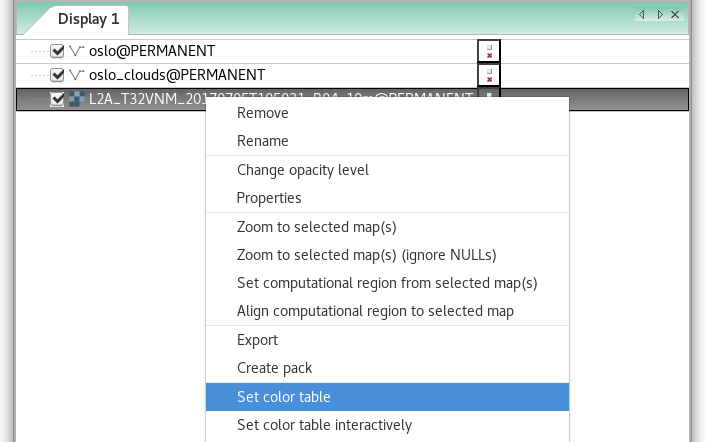 Display 1
oslo@PERMANENT
oslo_clouds@PERMANENT
Remove
Rename
Change opacity level
Properties
Zoom to selected map(s)
Zoom to selected map(s) (ignore NULLs)
Set computational region from selected map(s)
Align computational region to selected map
Export
Create pack
Set color table
Set color table interactively